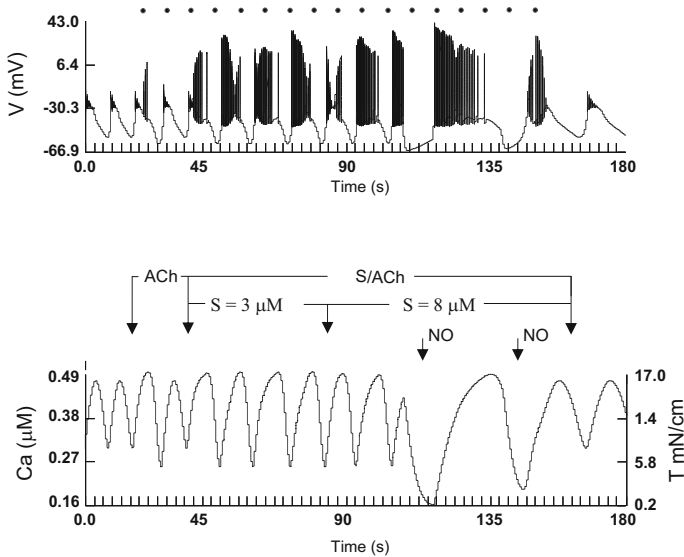 43.0
6.4
-30.3
-66.9
V (mV)
0.0 45 90 135 180
Time (s)
ACh S/ACh
S = 3 μM S = 8 μM
NO NO
0.49
0.38
0.27
0.16
Ca (μM)
17.0
1.4
5.8
0.2
T mN/cm
0.0 45 90 135 180
Time (s)